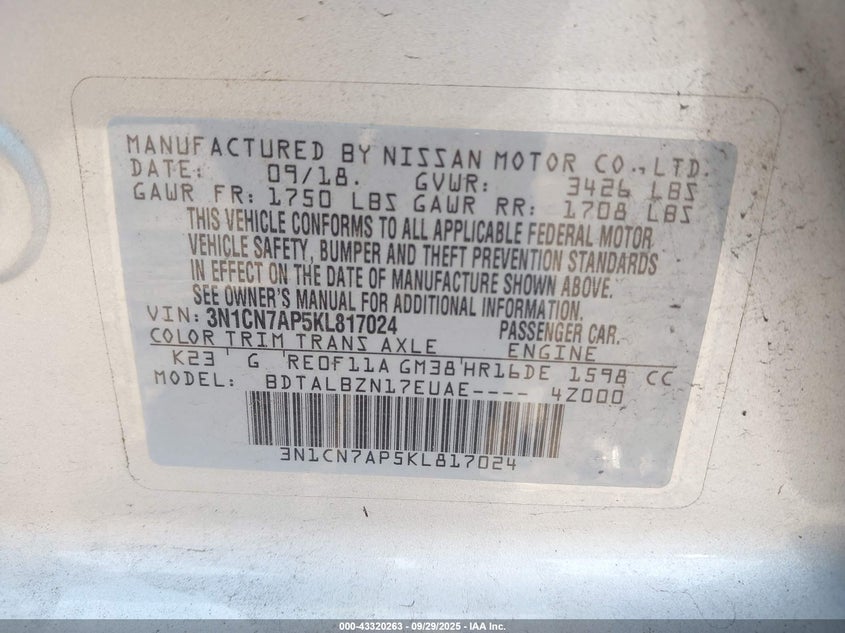 MANUFACTURED BY NISSAN MOTOR CO.,LTD.
DATE: 09/18. GVWR: 3426 LBS
GAWR FR: 1750 LBS GAWR RR: 1708 LBS
THIS VEHICLE CONFORMS TO ALL APPLICABLE FEDERAL MOTOR
VEHICLE SAFETY, BUMPER AND THEFT PREVENTION STANDARDS
IN EFFECT ON THE DATE OF MANUFACTURE SHOWN ABOVE.
SEE OWNER'S MANUAL FOR ADDITIONAL INFORMATION.
VIN: 3N1CN7AP5KL817024 PASSENGER CAR.
COLOR TRIM TRANS AXLE ENGINE
K23 G RE0F11A GM38 HR16DE 1598 CC
MODEL: BDTALBZN17EUAE---- 4Z000
3N1CN7AP5KL817024
000-43320263 - 09/29/2025 - IAA Inc.